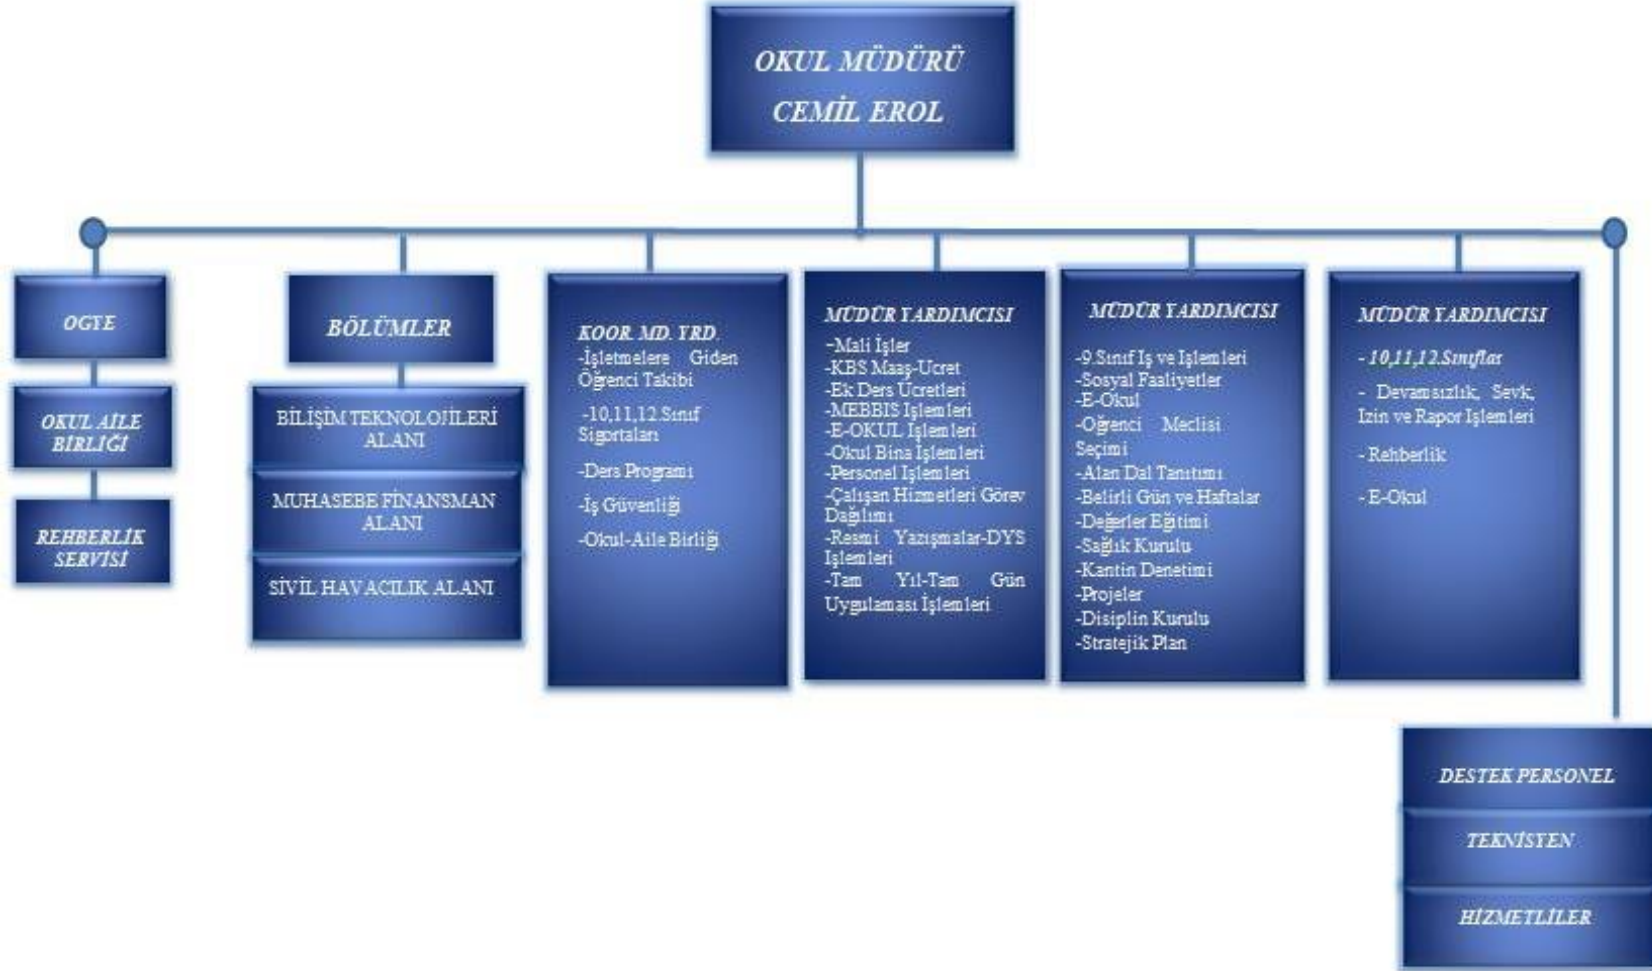 OKUL MÜDÜRÜ
CEMİL EROL
OGYE
OKUL AİLE
BİRLİĞİ
REHBERLİK
SERVİSİ
BÖLÜMLER
BİLİŞİM TEKNOLOJİLERİ
ALANI
MUHASEBE FİNANSMAN
ALANI
SİVİL HAVACILIK ALANI
KOOR. MD. YRD.
-İşletmelere Giden
Öğrenci Takibi
-10,11,12.Sınıf
Sigortaları
-Ders Programı
-İş Güvenliği
-Okul-Aile Birliği
MÜDÜR YARDIMCISI
-Mali İşler
-KBS Maaş-Ücret
-Ek Ders Ücretleri
-MEBBIS İşlemleri
-E-OKUL İşlemleri
-Okul Bina İşlemleri
-Personel İşlemleri
-Çalışan Hizmetleri Görev
Dağılımı
-Resmi Yazışmalar-DYS
İşlemleri
-Tam Yıl-Tam Gün
Uygulaması İşlemleri
MÜDÜR YARDIMCISI
-9.Sınıf İş ve İşlemleri
-Sosyal Faaliyetler
-E-Okul
-Öğrenci Meclisi
Seçimi
-Alan Dal Tanıtımı
-Belirli Gün ve Haftalar
-Değerler Eğitimi
-Sağlık Kurulu
-Kantin Denetimi
-Projeler
-Disiplin Kurulu
-Stratejik Plan
MÜDÜR YARDIMCISI
- 10,11,12.Sınıflar
- Devamsızlık, Sevk,
İzin ve Rapor İşlemleri
- Rehberlik
- E-Okul
DESTEK PERSONEL
TEKNİSYEN
HİZMETLİLER